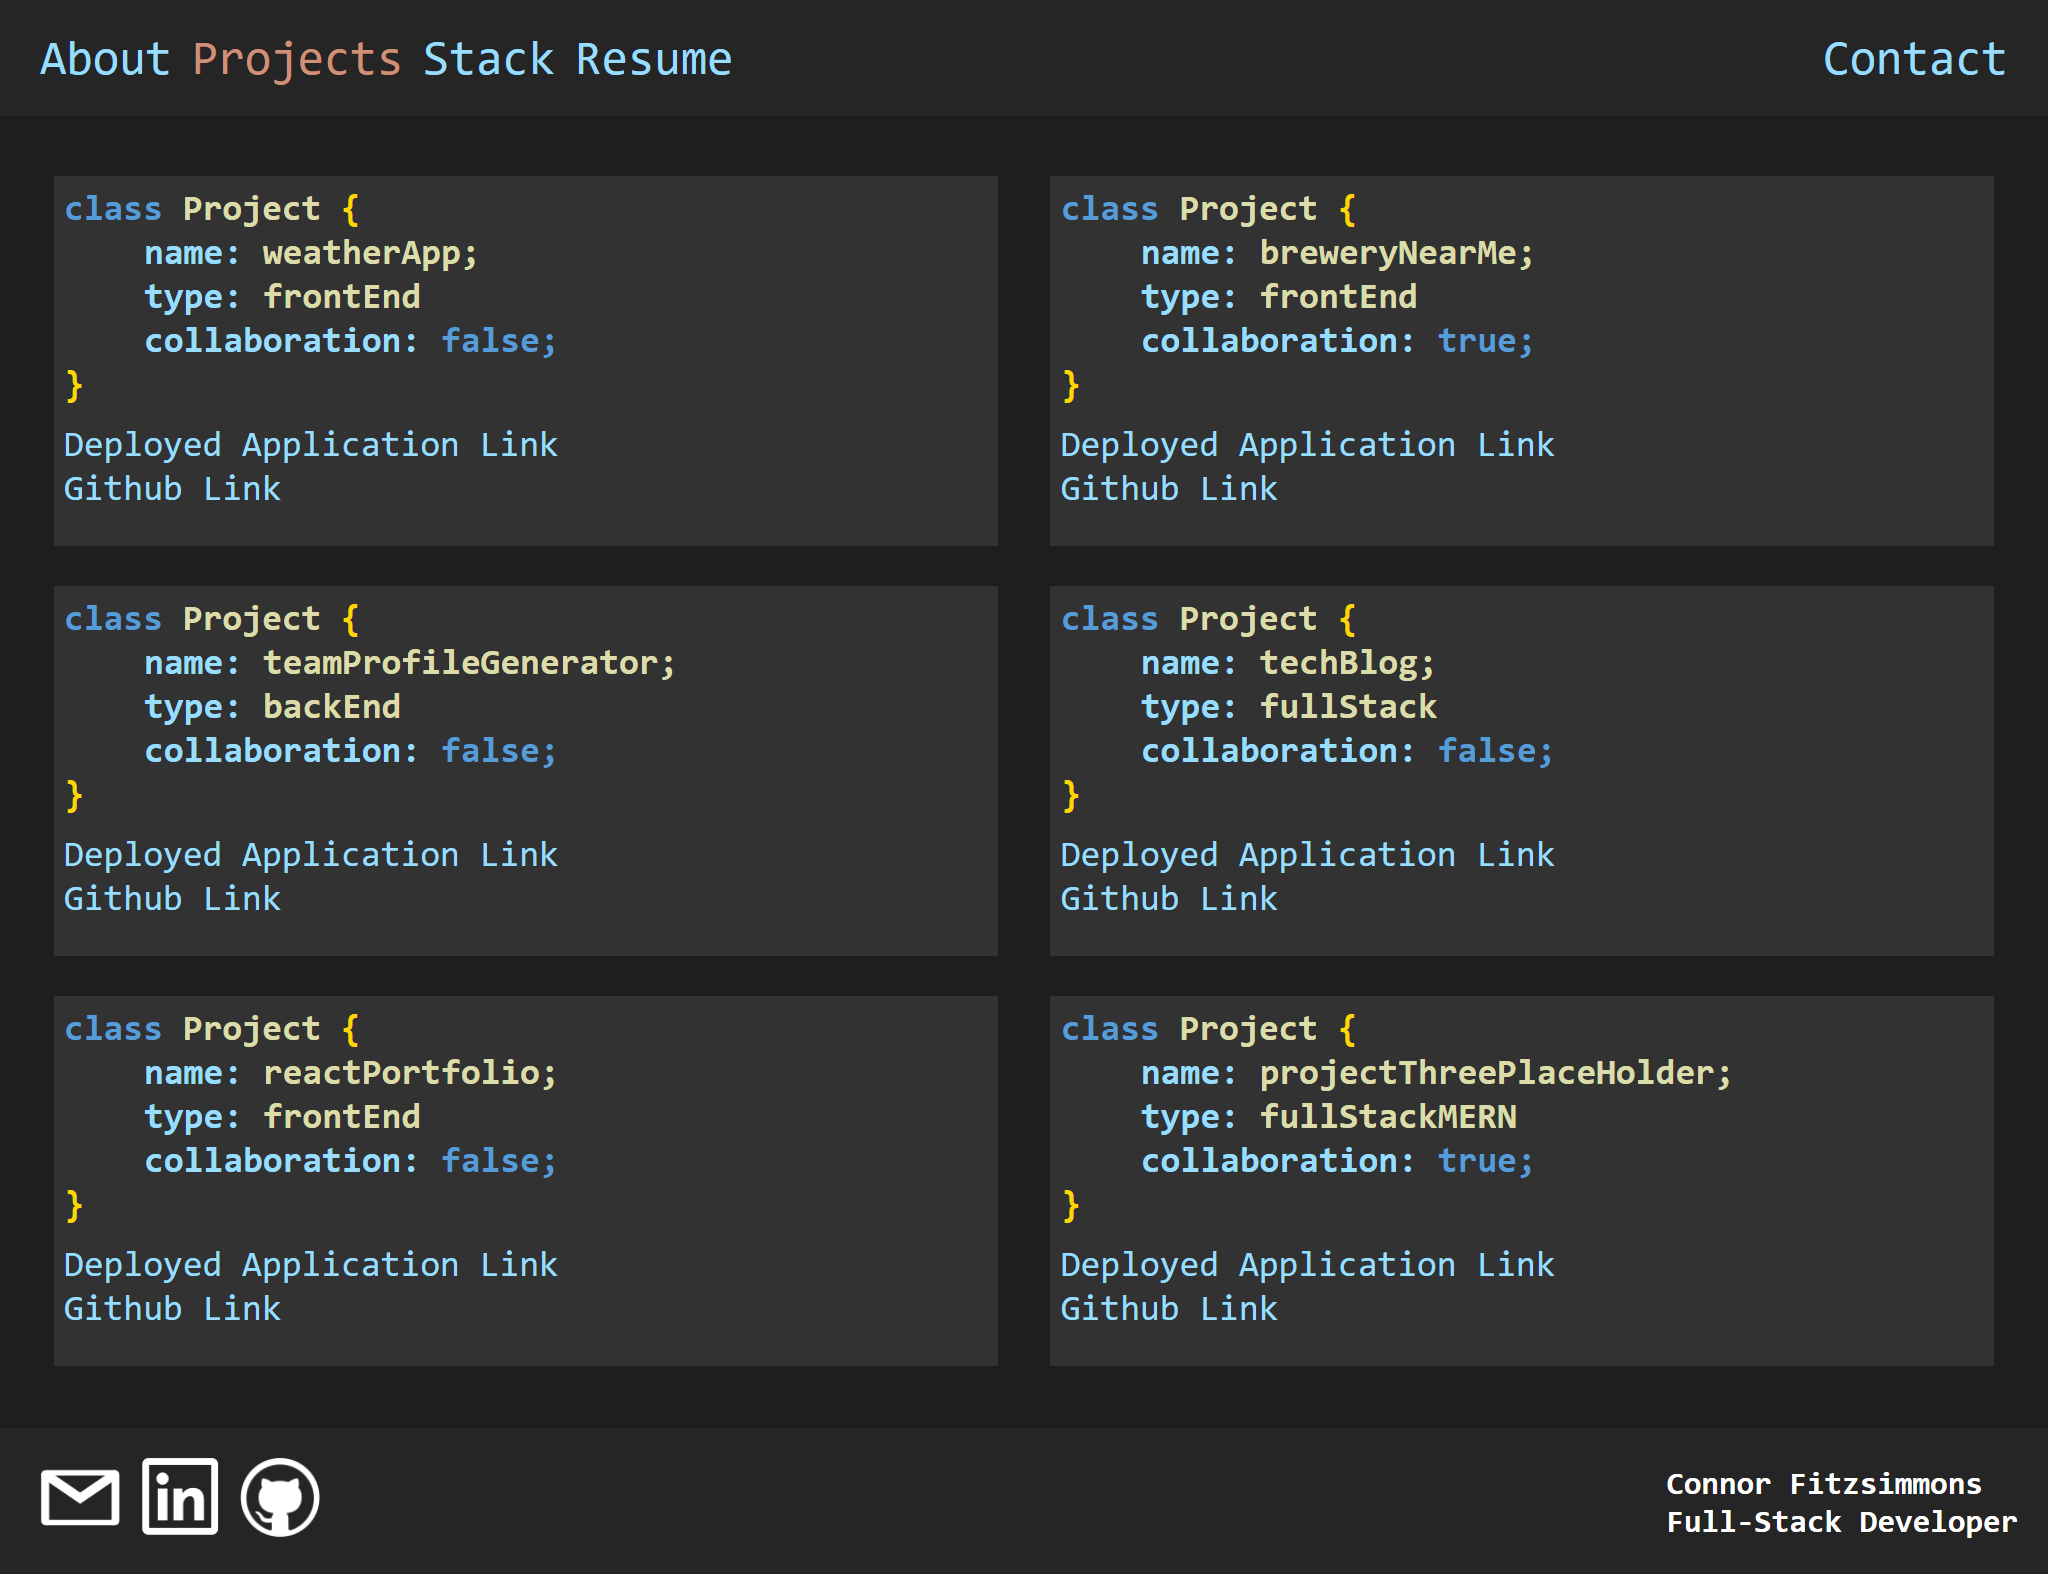 About Projects Stack Resume Contact
class Project {
name: weatherApp;
type: frontEnd
collaboration: false;
}
Deployed Application Link
Github Link
class Project {
name: breweryNearMe;
type: frontEnd
collaboration: true;
}
Deployed Application Link
Github Link
class Project {
name: teamProfileGenerator;
type: backEnd
collaboration: false;
}
Deployed Application Link
Github Link
class Project {
name: techBlog;
type: fullStack
collaboration: false;
}
Deployed Application Link
Github Link
class Project {
name: reactPortfolio;
type: frontEnd
collaboration: false;
}
Deployed Application Link
Github Link
class Project {
name: projectThreePlaceHolder;
type: fullStackMERN
collaboration: true;
}
Deployed Application Link
Github Link
in
Connor Fitzsimmons
Full-Stack Developer